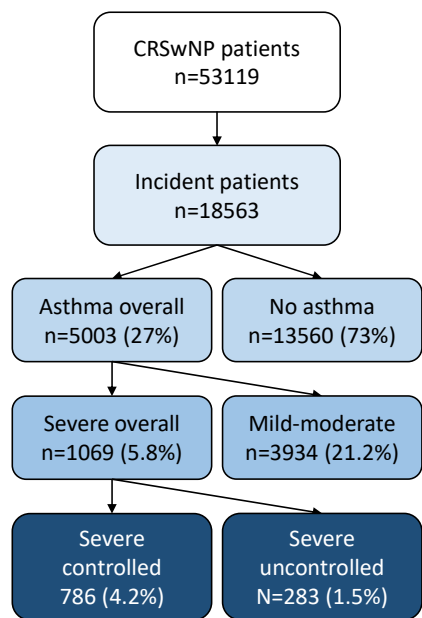 CRSwNP patients
n=53119
Incident patients
n=18563
Asthma overall
n=5003 (27%)
No asthma
n=13560 (73%)
Severe overall
n=1069 (5.8%)
Mild-moderate
n=3934 (21.2%)
Severe
controlled
786 (4.2%)
Severe
uncontrolled
N=283 (1.5%)